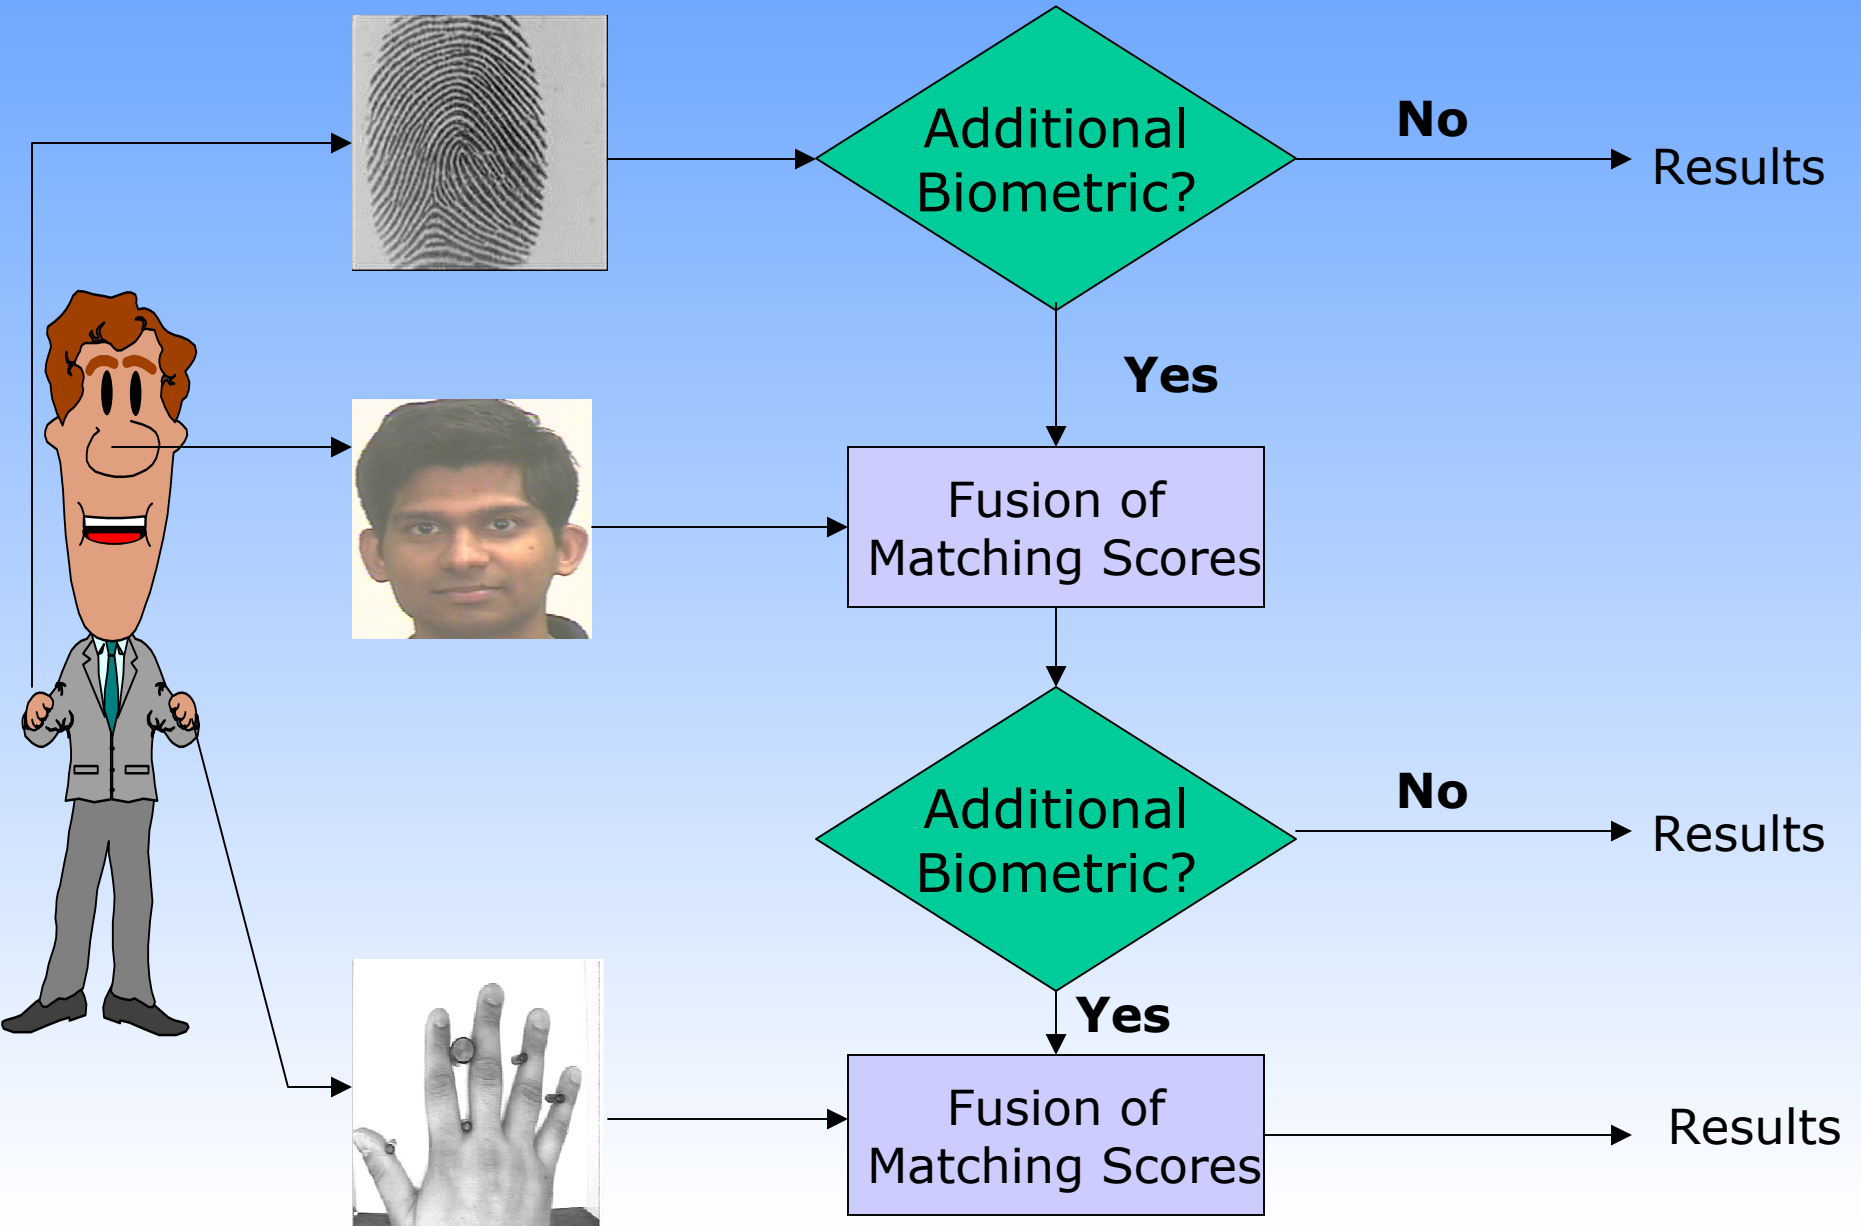 Additional
Biometric?
No
Results
Yes
Fusion of
Matching Scores
Additional
Biometric?
No
Results
Yes
Fusion of
Matching Scores
Results